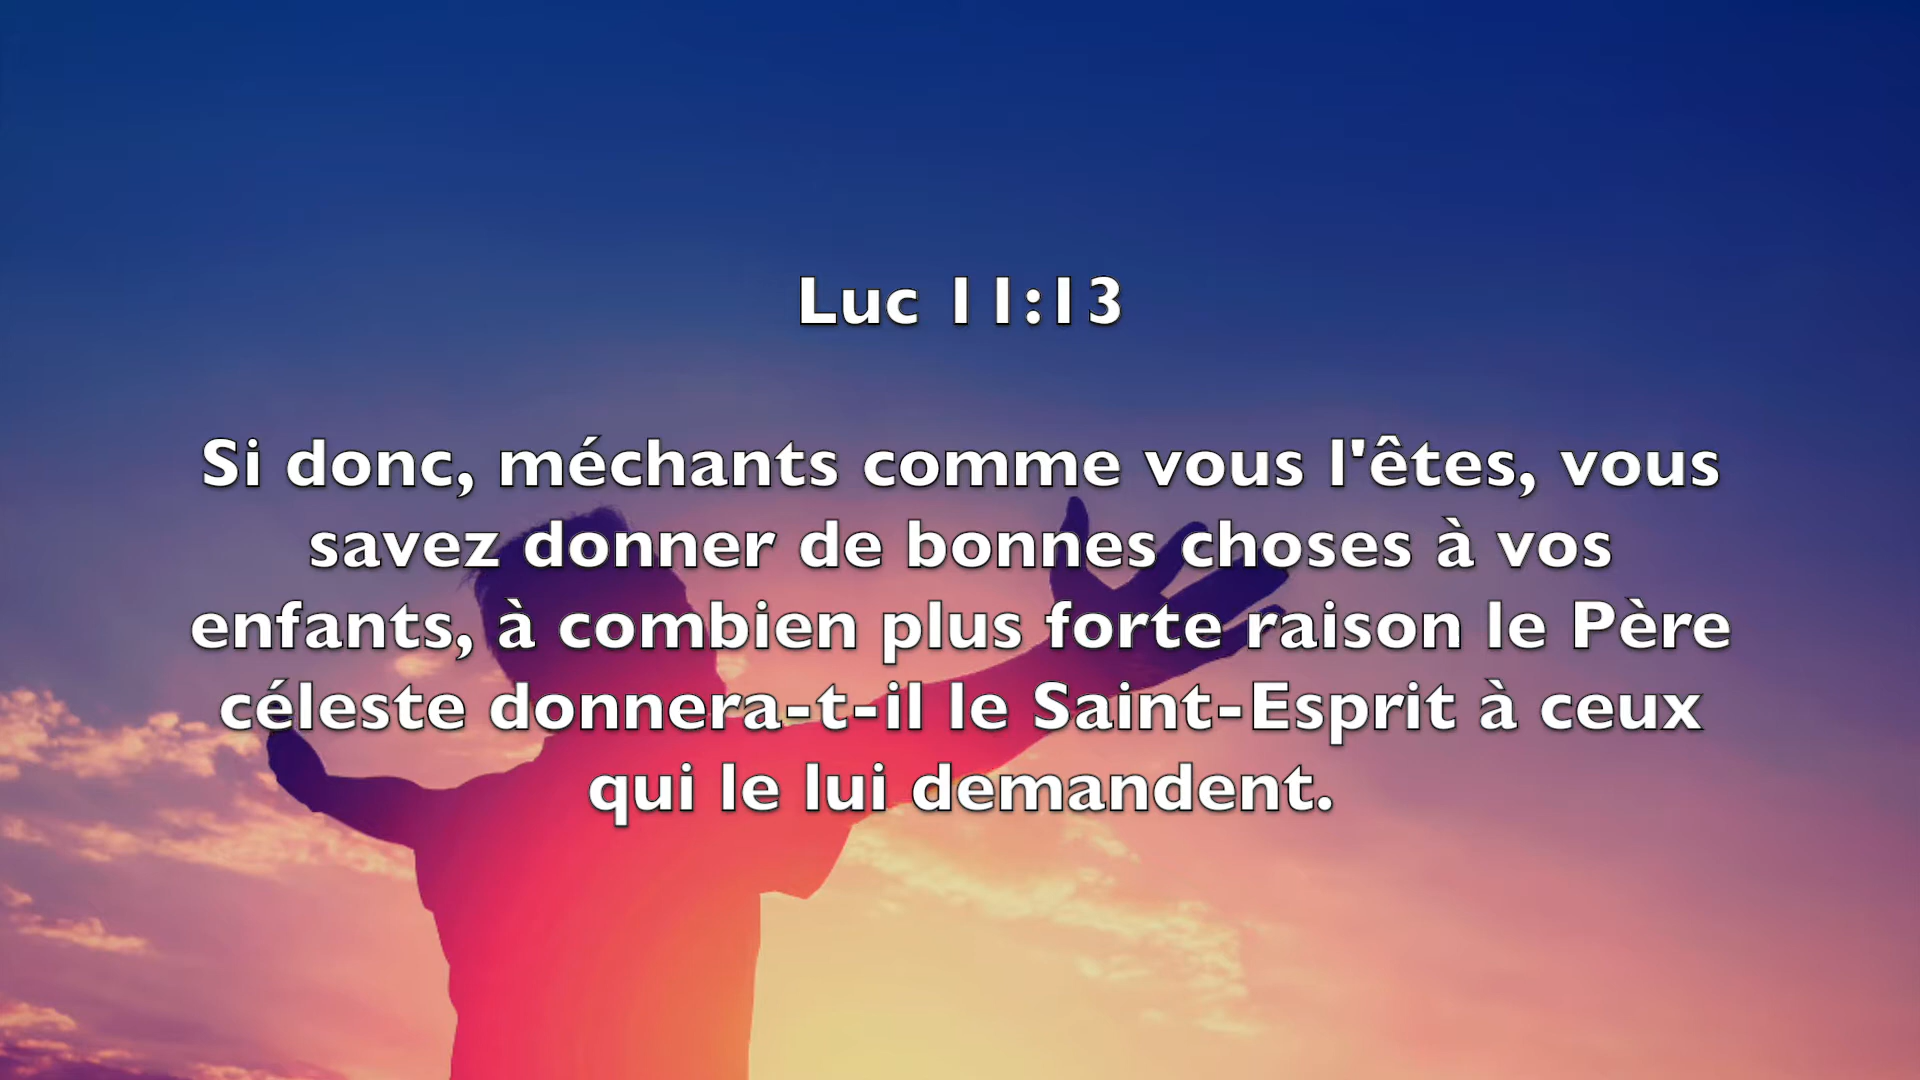 Luc 11:13
Si donc, méchants comme vous l'êtes, vous
savez donner de bonnes choses à vos
enfants, à combien plus forte raison le Père
céleste donnera-t-il le Saint-Esprit à ceux
qui le lui demandent.